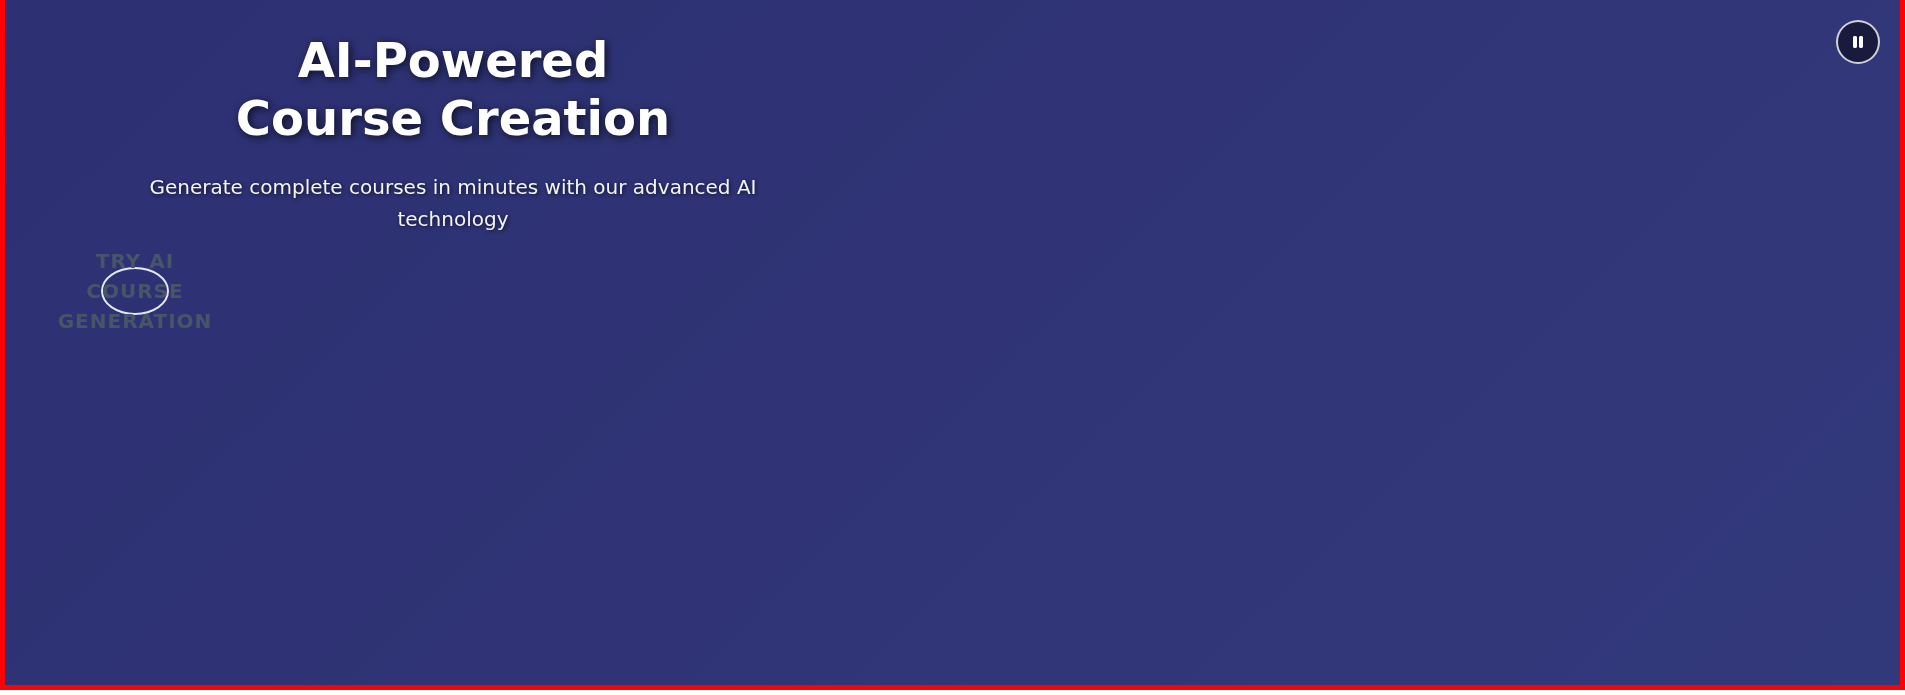 AI-Powered
Course Creation
Generate complete courses in minutes with our advanced AI
technology
TRY AI
COURSE
GENERATION